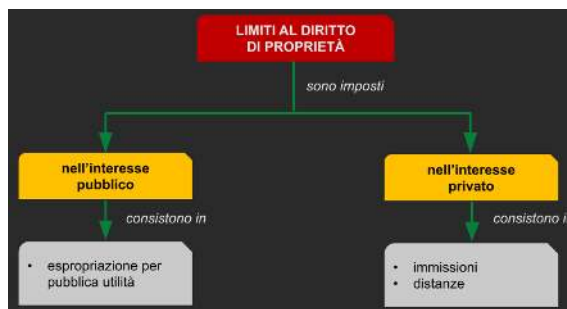 LIMITI AL DIRITTO
DI PROPRIETÀ
sono imposti
nell'interesse
pubblico
nell'interesse
privato
consistono in
consistono i
• espropriazione per
pubblica utilità
• immissioni
• distanze